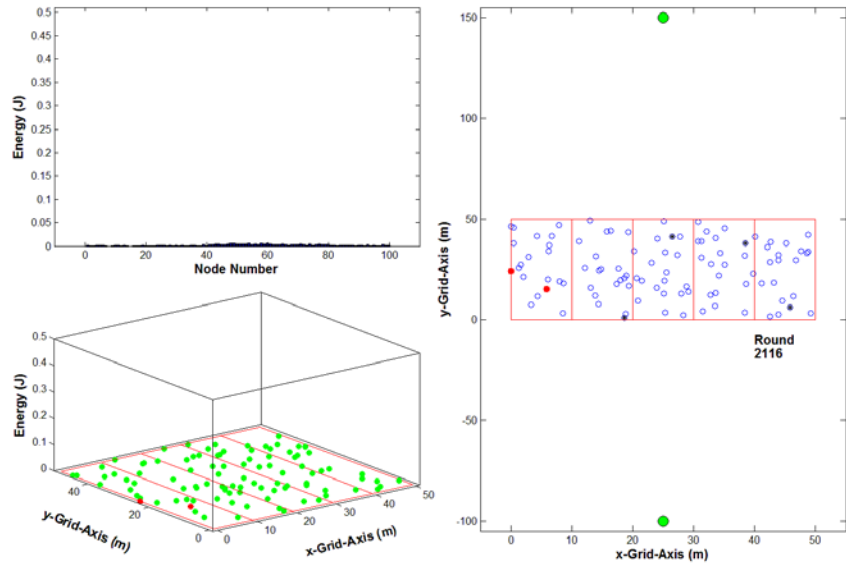 0.5
0.45
0.4
0.35
0.3
0.25
0.2
0.15
0.1
0.05
0
Energy (J)
0 20 40 60 80 100
Node Number
0.5
0.4
0.3
0.2
0.1
0
Energy (J)
40
20
0
y-Grid-Axis (m)
0 10 20 30 40 50
x-Grid-Axis (m)
150
100
50
0
-50
-100
y-Grid-Axis (m)
Round
2116
0 10 20 30 40 50
x-Grid-Axis (m)